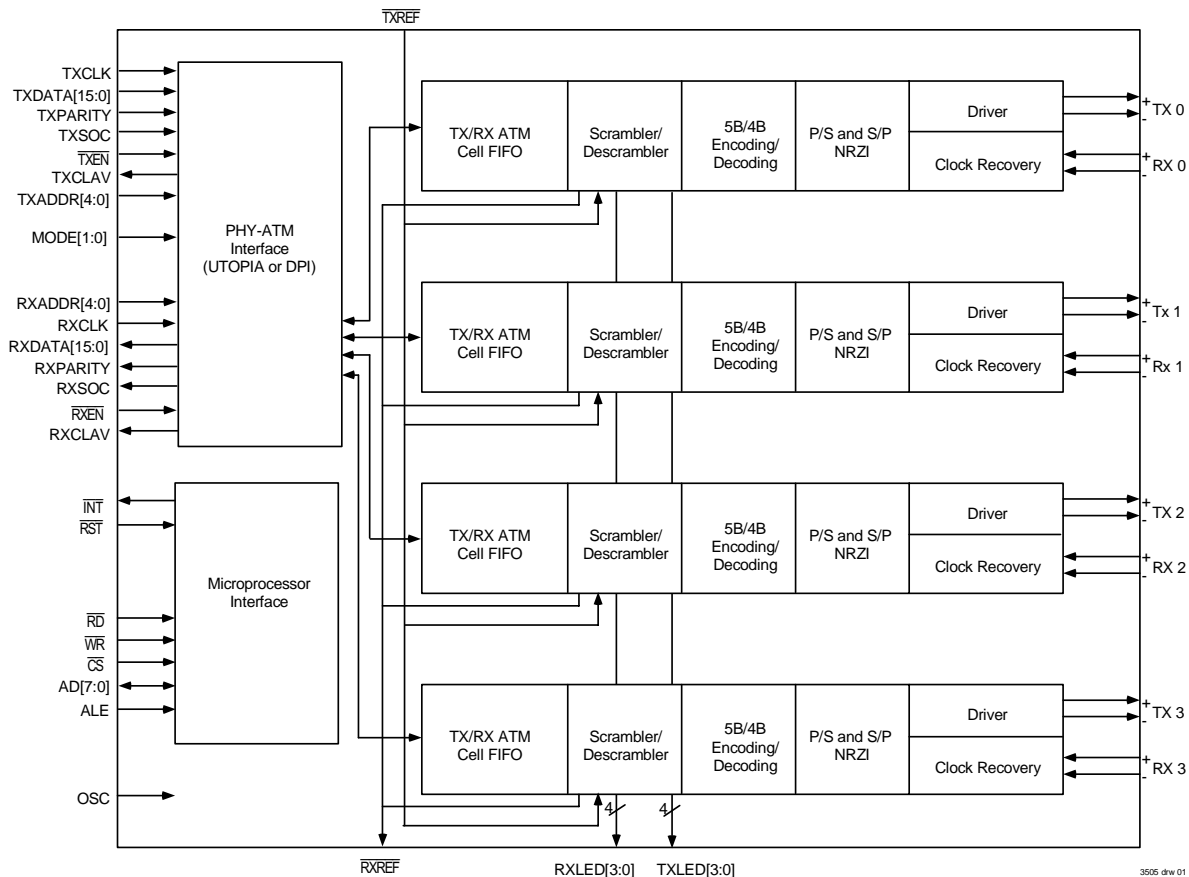 TXREF
TXCLK
TXDATA[15:0]
TXPARITY
TXSOC
TXEN
TXCLAV
TXADDR[4:0]
MODE[1:0]
RXADDR[4:0]
RXCLK
RXDATA[15:0]
RXPARITY
RXSOC
RXEN
RXCLAV
INT
RST
RD
WR
CS
AD[7:0]
ALE
OSC
PHY-ATM
Interface
(UTOPIA or DPI)
Microprocessor
Interface
TX/RX ATM
Cell FIFO
Scrambler/
Descrambler
5B/4B
Encoding/
Decoding
P/S and S/P
NRZI
Driver
Clock Recovery
+
-
TX 0
+
-
RX 0
TX/RX ATM
Cell FIFO
Scrambler/
Descrambler
5B/4B
Encoding/
Decoding
P/S and S/P
NRZI
Driver
Clock Recovery
+
-
Tx 1
+
-
Rx 1
TX/RX ATM
Cell FIFO
Scrambler/
Descrambler
5B/4B
Encoding/
Decoding
P/S and S/P
NRZI
Driver
Clock Recovery
+
-
TX 2
+
-
RX 2
TX/RX ATM
Cell FIFO
Scrambler/
Descrambler
5B/4B
Encoding/
Decoding
P/S and S/P
NRZI
Driver
Clock Recovery
+
-
TX 3
+
-
RX 3
4
4
RXREF
RXLED[3:0]
TXLED[3:0]
3505 drw 01